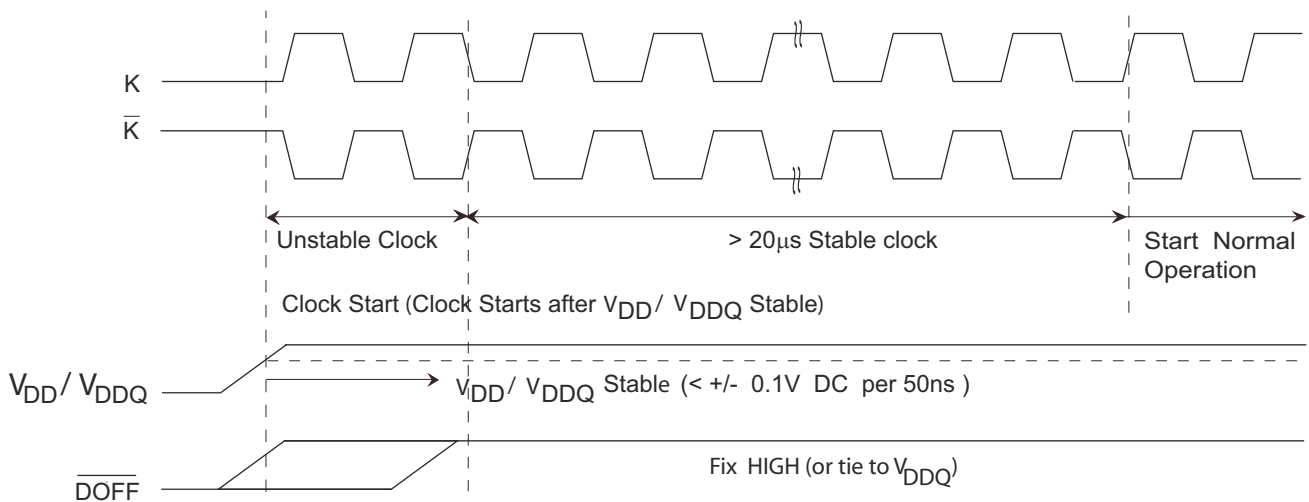 K
K̅
Unstable Clock
> 20μs Stable clock
Start Normal
Operation
Clock Start (Clock Starts after VDD / VDDQ Stable)
VDD / VDDQ
VDD / VDDQ Stable (< +/- 0.1V DC per 50ns )
D̅O̅F̅F̅
Fix HIGH (or tie to VDDQ)